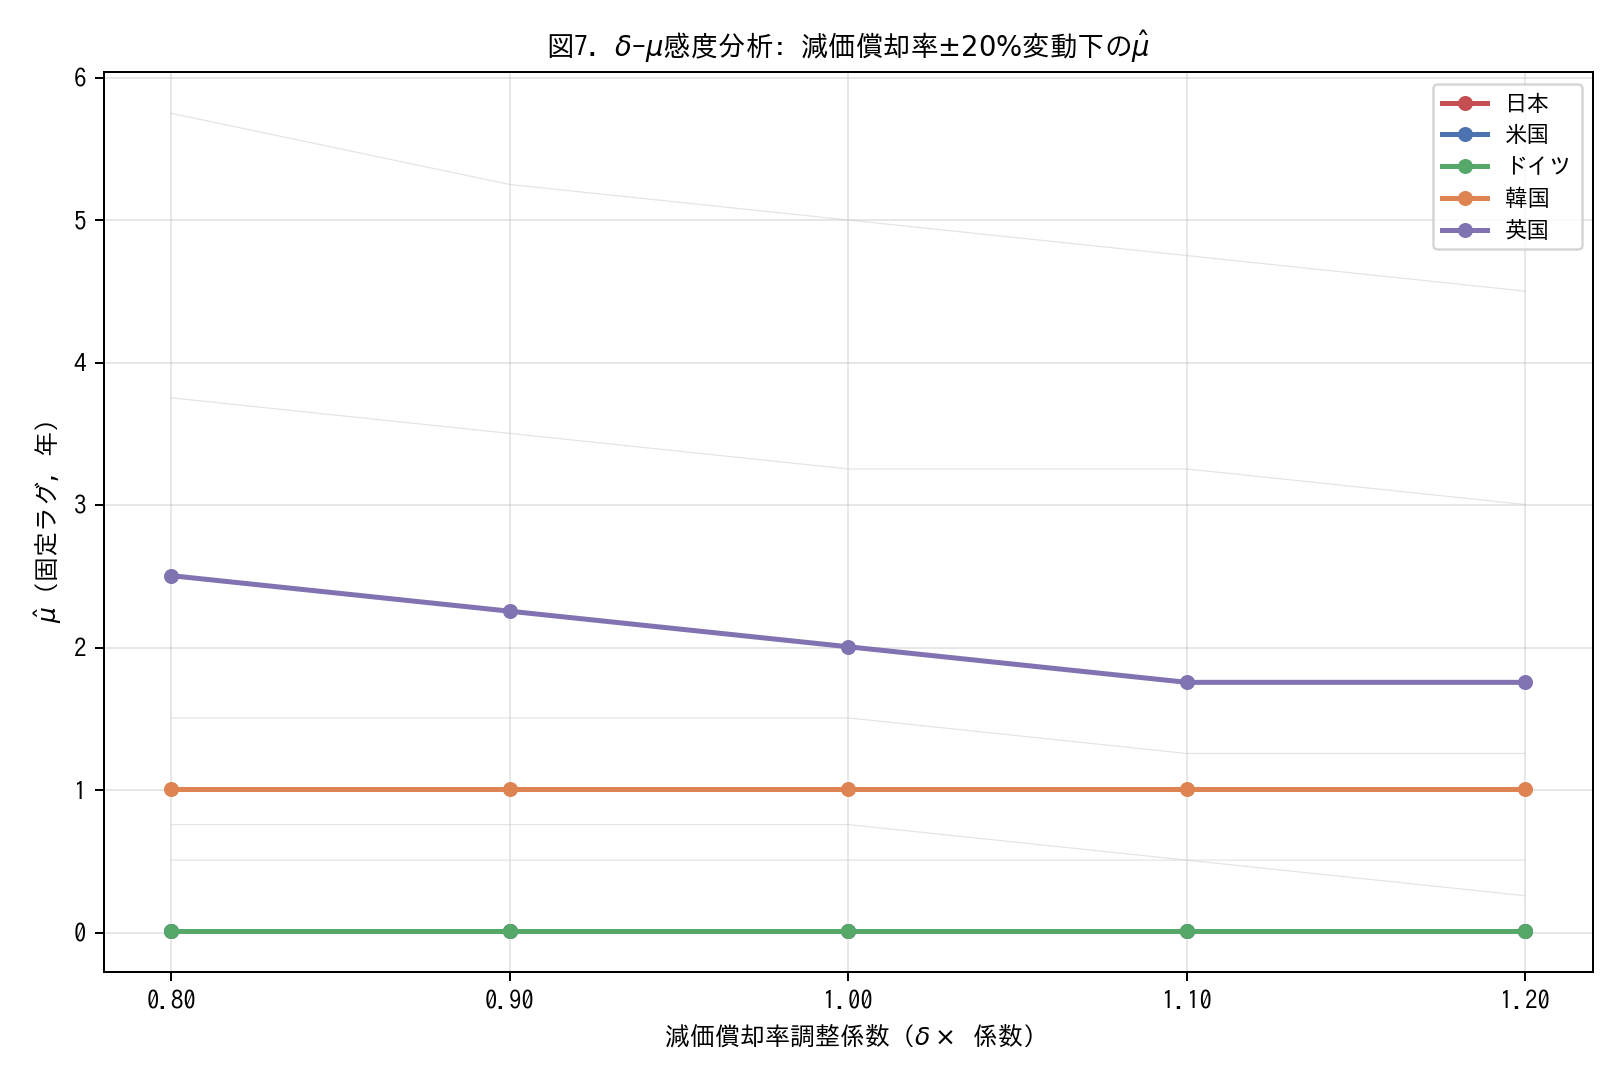 図7. δ–μ感度分析: 減価償却率±20%変動下のμ̂
6
5
4
3
2
1
0
μ̂ (固定ラグ, 年)
日本
米国
ドイツ
韓国
英国
0.80
0.90
1.00
1.10
1.20
減価償却率調整係数 (δ× 係数)